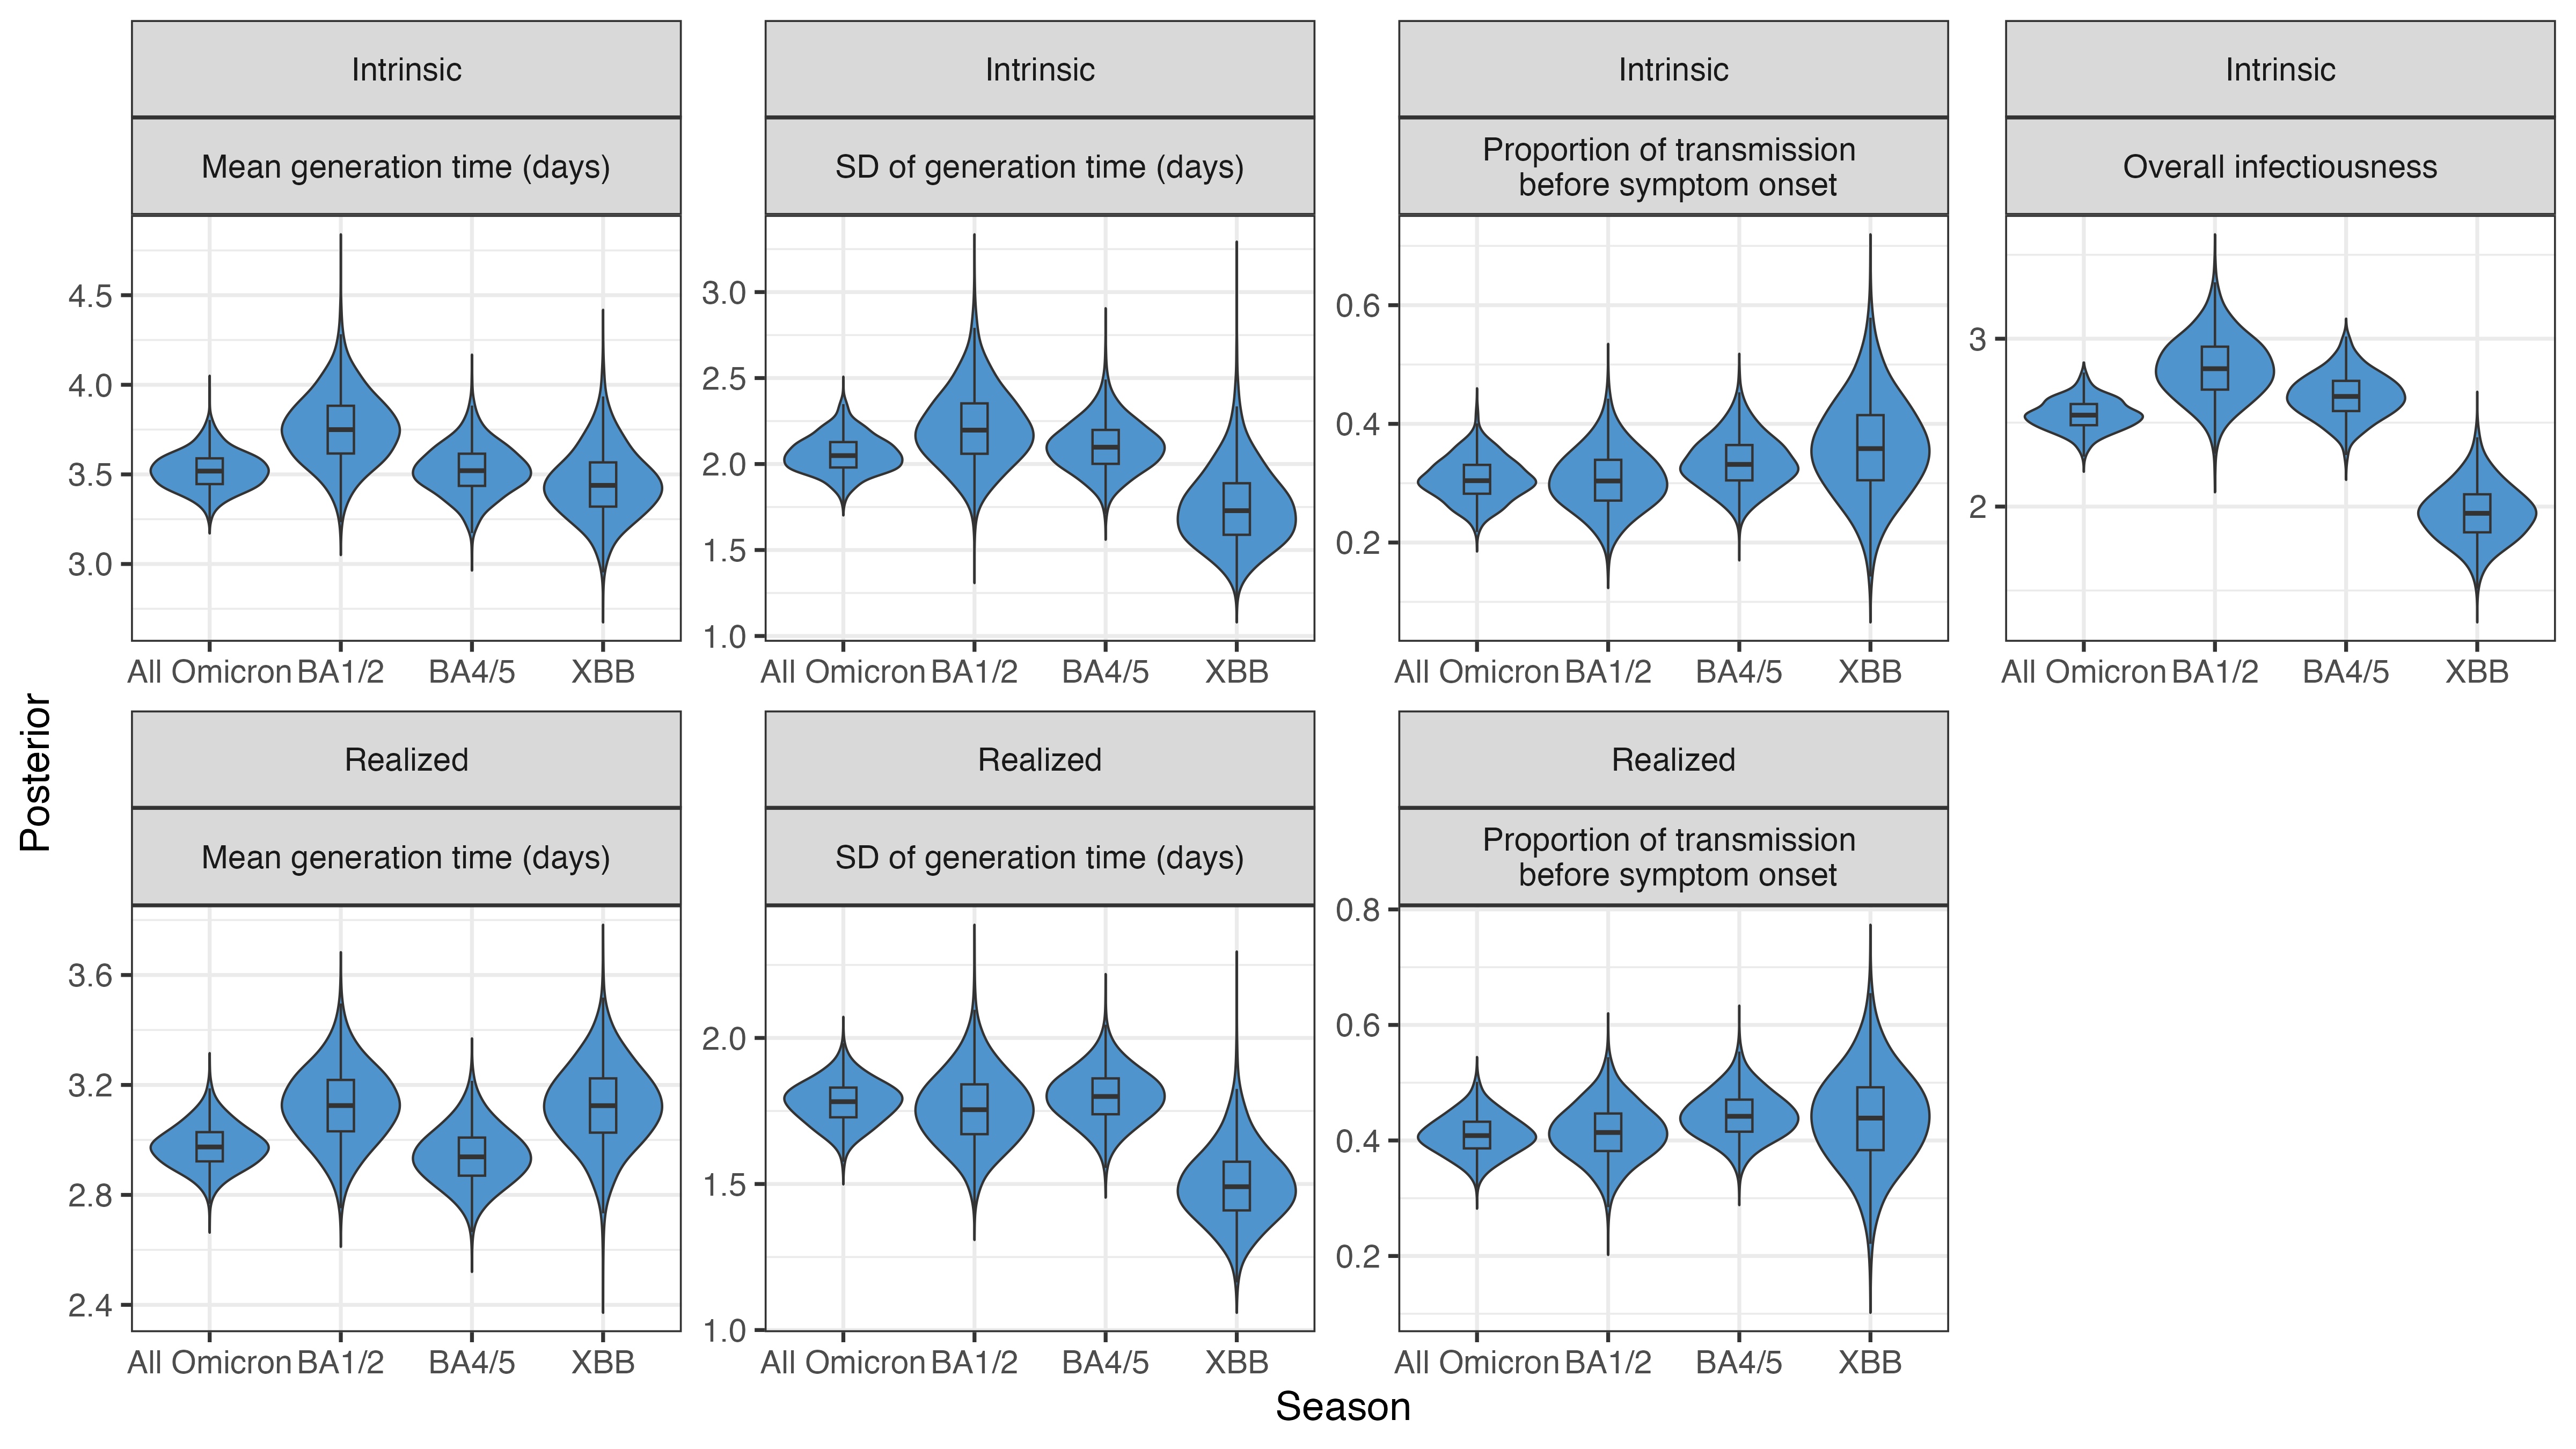 Intrinsic
Intrinsic
Intrinsic
Intrinsic
Mean generation time (days)
SD of generation time (days)
Proportion of transmission
before symptom onset
Overall infectiousness
4.5
4.0
3.5
3.0
3.0
2.5
2.0
1.5
1.0
0.6
0.4
0.2
3
2
All Omicron BA1/2 BA4/5 XBB
All Omicron BA1/2 BA4/5 XBB
All Omicron BA1/2 BA4/5 XBB
All Omicron BA1/2 BA4/5 XBB
Posterior
Realized
Realized
Realized
Mean generation time (days)
SD of generation time (days)
Proportion of transmission
before symptom onset
3.6
3.2
2.8
2.4
2.0
1.5
1.0
0.8
0.6
0.4
0.2
All Omicron BA1/2 BA4/5 XBB
All Omicron BA1/2 BA4/5 XBB
All Omicron BA1/2 BA4/5 XBB
Season